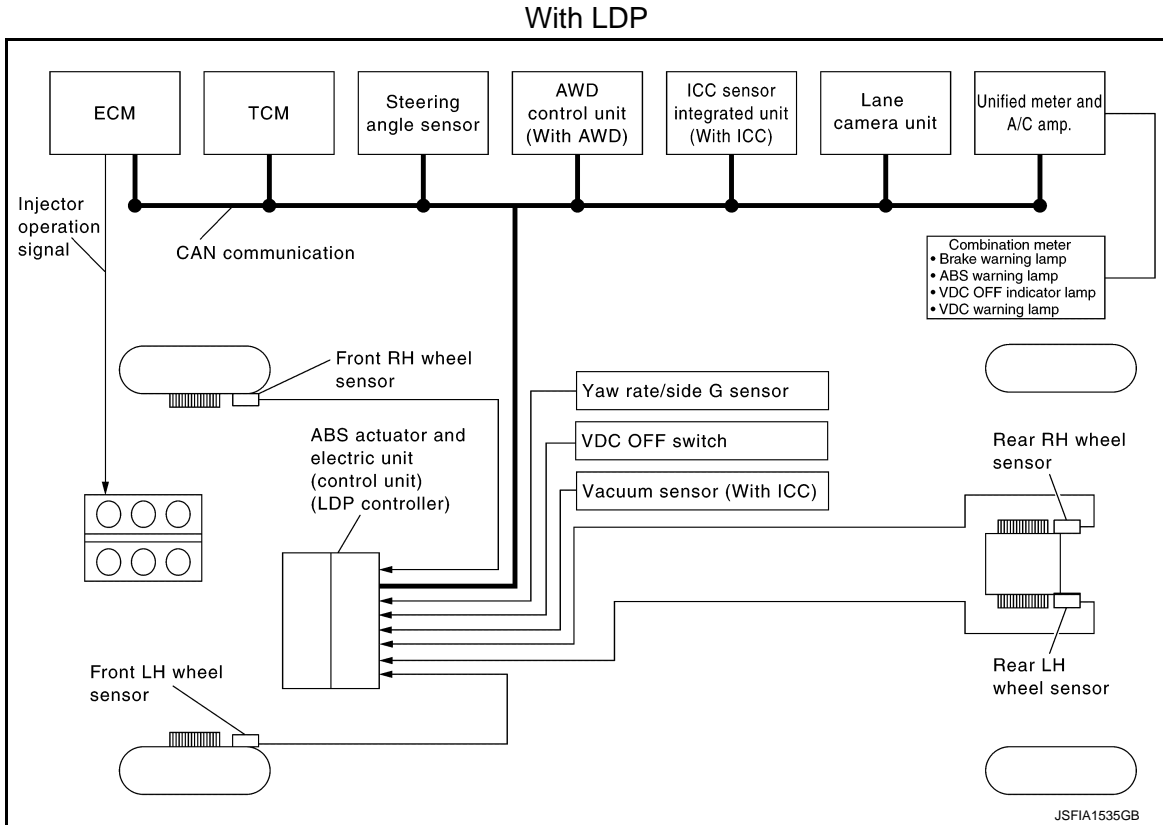 With LDP
ECM
TCM
Steering
angle sensor
AWD
control unit
(With AWD)
ICC sensor
integrated unit
(With ICC)
Lane
camera unit
Unified meter and
A/C amp.
Injector
operation
signal
CAN communication
Combination meter
• Brake warning lamp
• ABS warning lamp
• VDC OFF indicator lamp
• VDC warning lamp
Front RH wheel
sensor
Yaw rate/side G sensor
ABS actuator and
electric unit
(control unit)
(LDP controller)
VDC OFF switch
Rear RH wheel
sensor
Vacuum sensor (With ICC)
Front LH wheel
sensor
Rear LH
wheel sensor
JSFIA1535GB